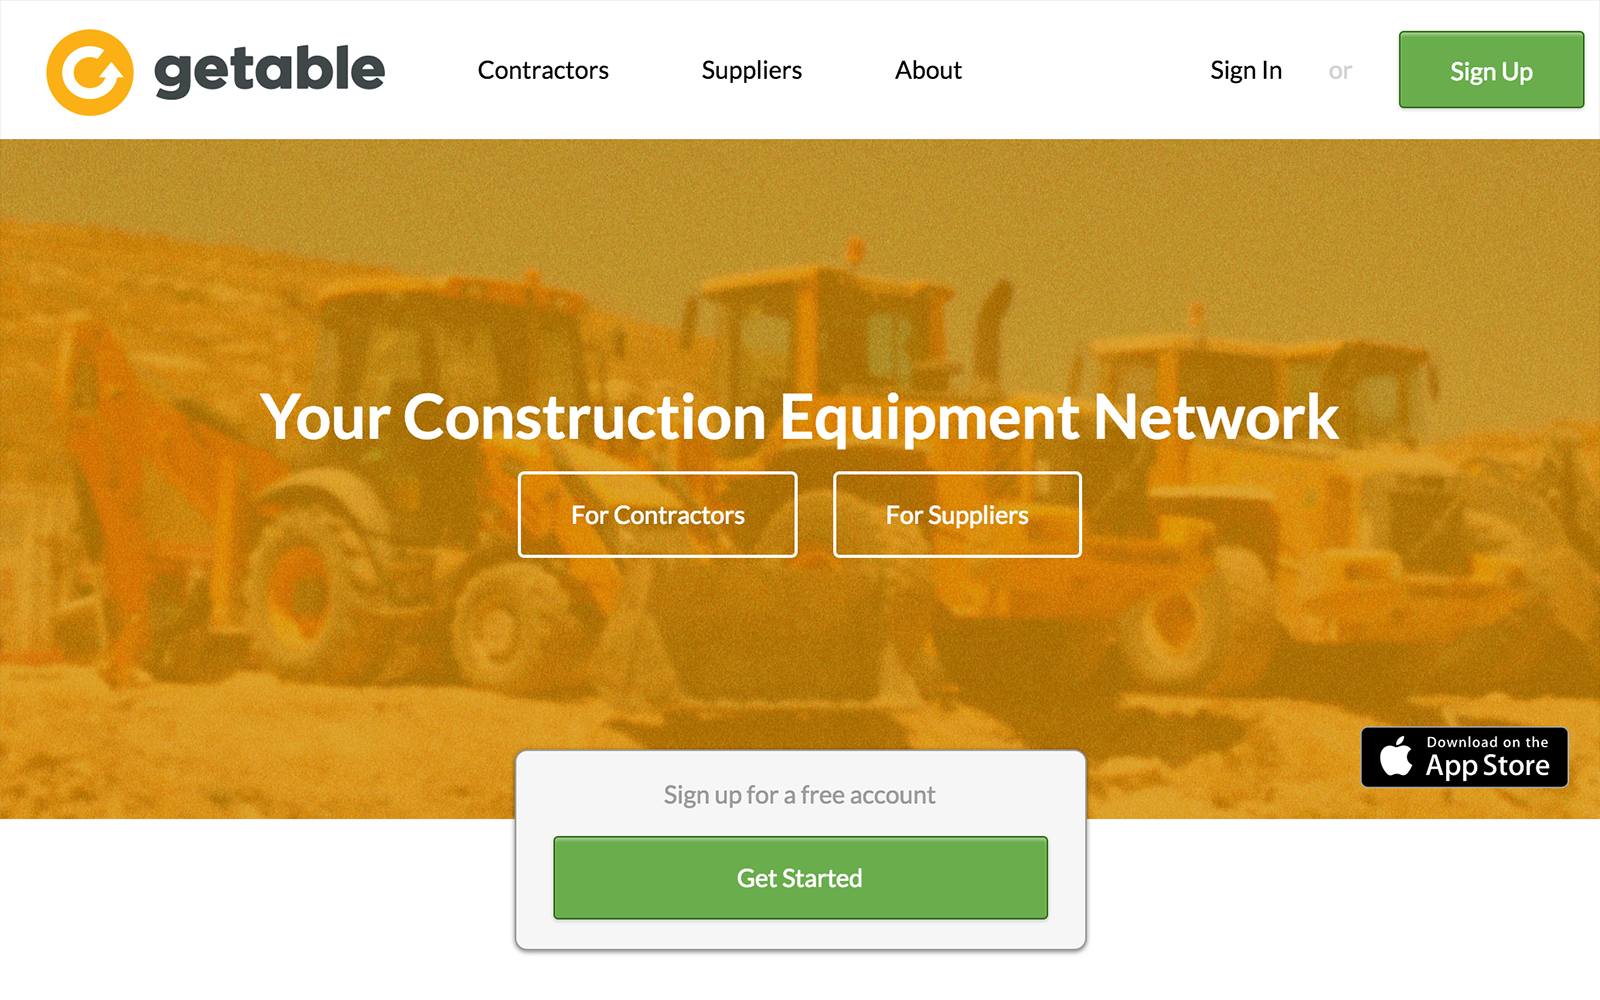 getable
Contractors
Suppliers
About
Sign In
or
Sign Up
Your Construction Equipment Network
For Contractors
For Suppliers
Download on the
App Store
Sign up for a free account
Get Started